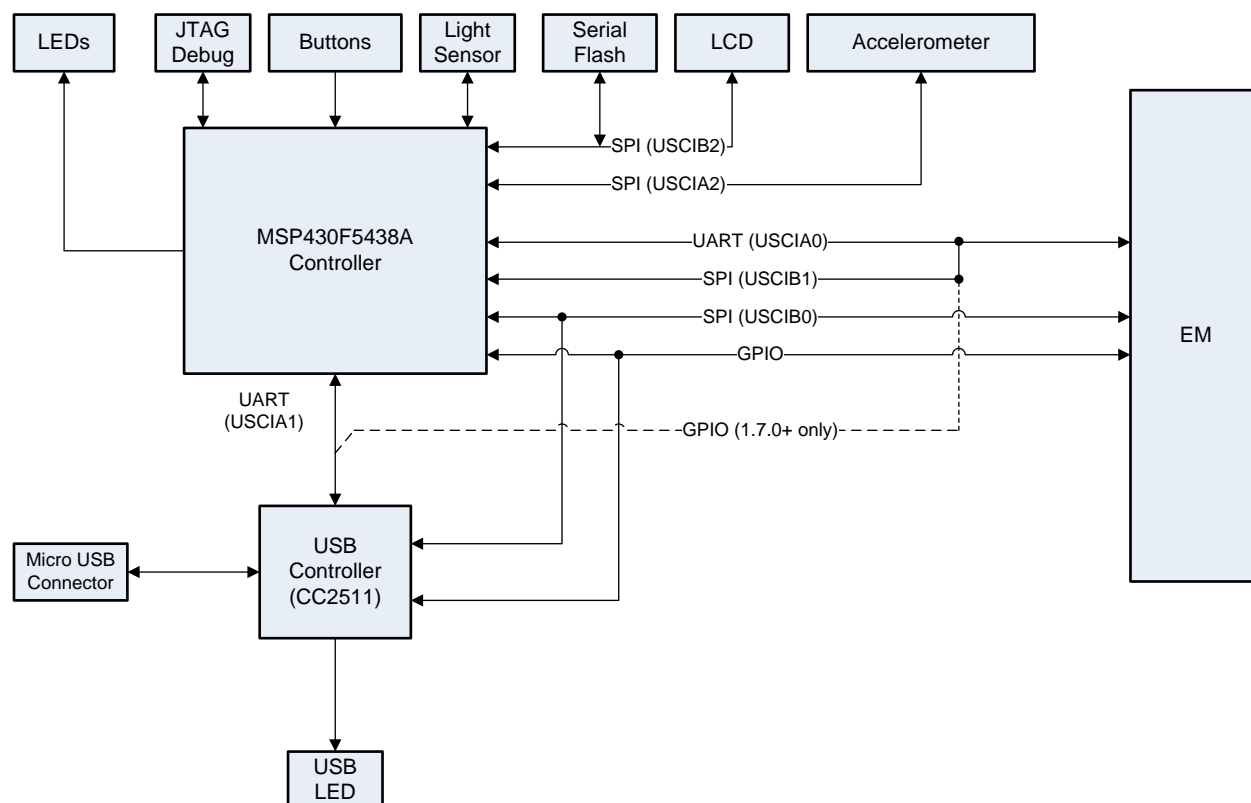 LEDs
JTAG
Debug
Buttons
Light
Sensor
Serial
Flash
LCD
Accelerometer
SPI (USCIB2)
SPI (USCIA2)
MSP430F5438A
Controller
UART (USCIA0)
SPI (USCIB1)
SPI (USCIB0)
GPIO
EM
UART
(USCIA1)
GPIO (1.7.0+ only)
USB
Controller
(CC2511)
Micro USB
Connector
USB
LED